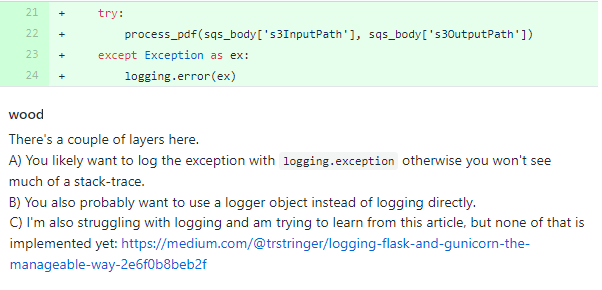 21 + try:
22 + process_pdf(sqs_body['s3InputPath'], sqs_body['s3OutputPath'])
23 + except Exception as ex:
24 + logging.error(ex)
wood
There's a couple of layers here.
A) You likely want to log the exception with logging.exception otherwise you won't see
much of a stack-trace.
B) You also probably want to use a logger object instead of logging directly.
C) I'm also struggling with logging and am trying to learn from this article, but none of that is
implemented yet: https://medium.com/@trstringer/logging-flask-and-gunicorn-the-
manageable-way-2e6f0b8beb2f